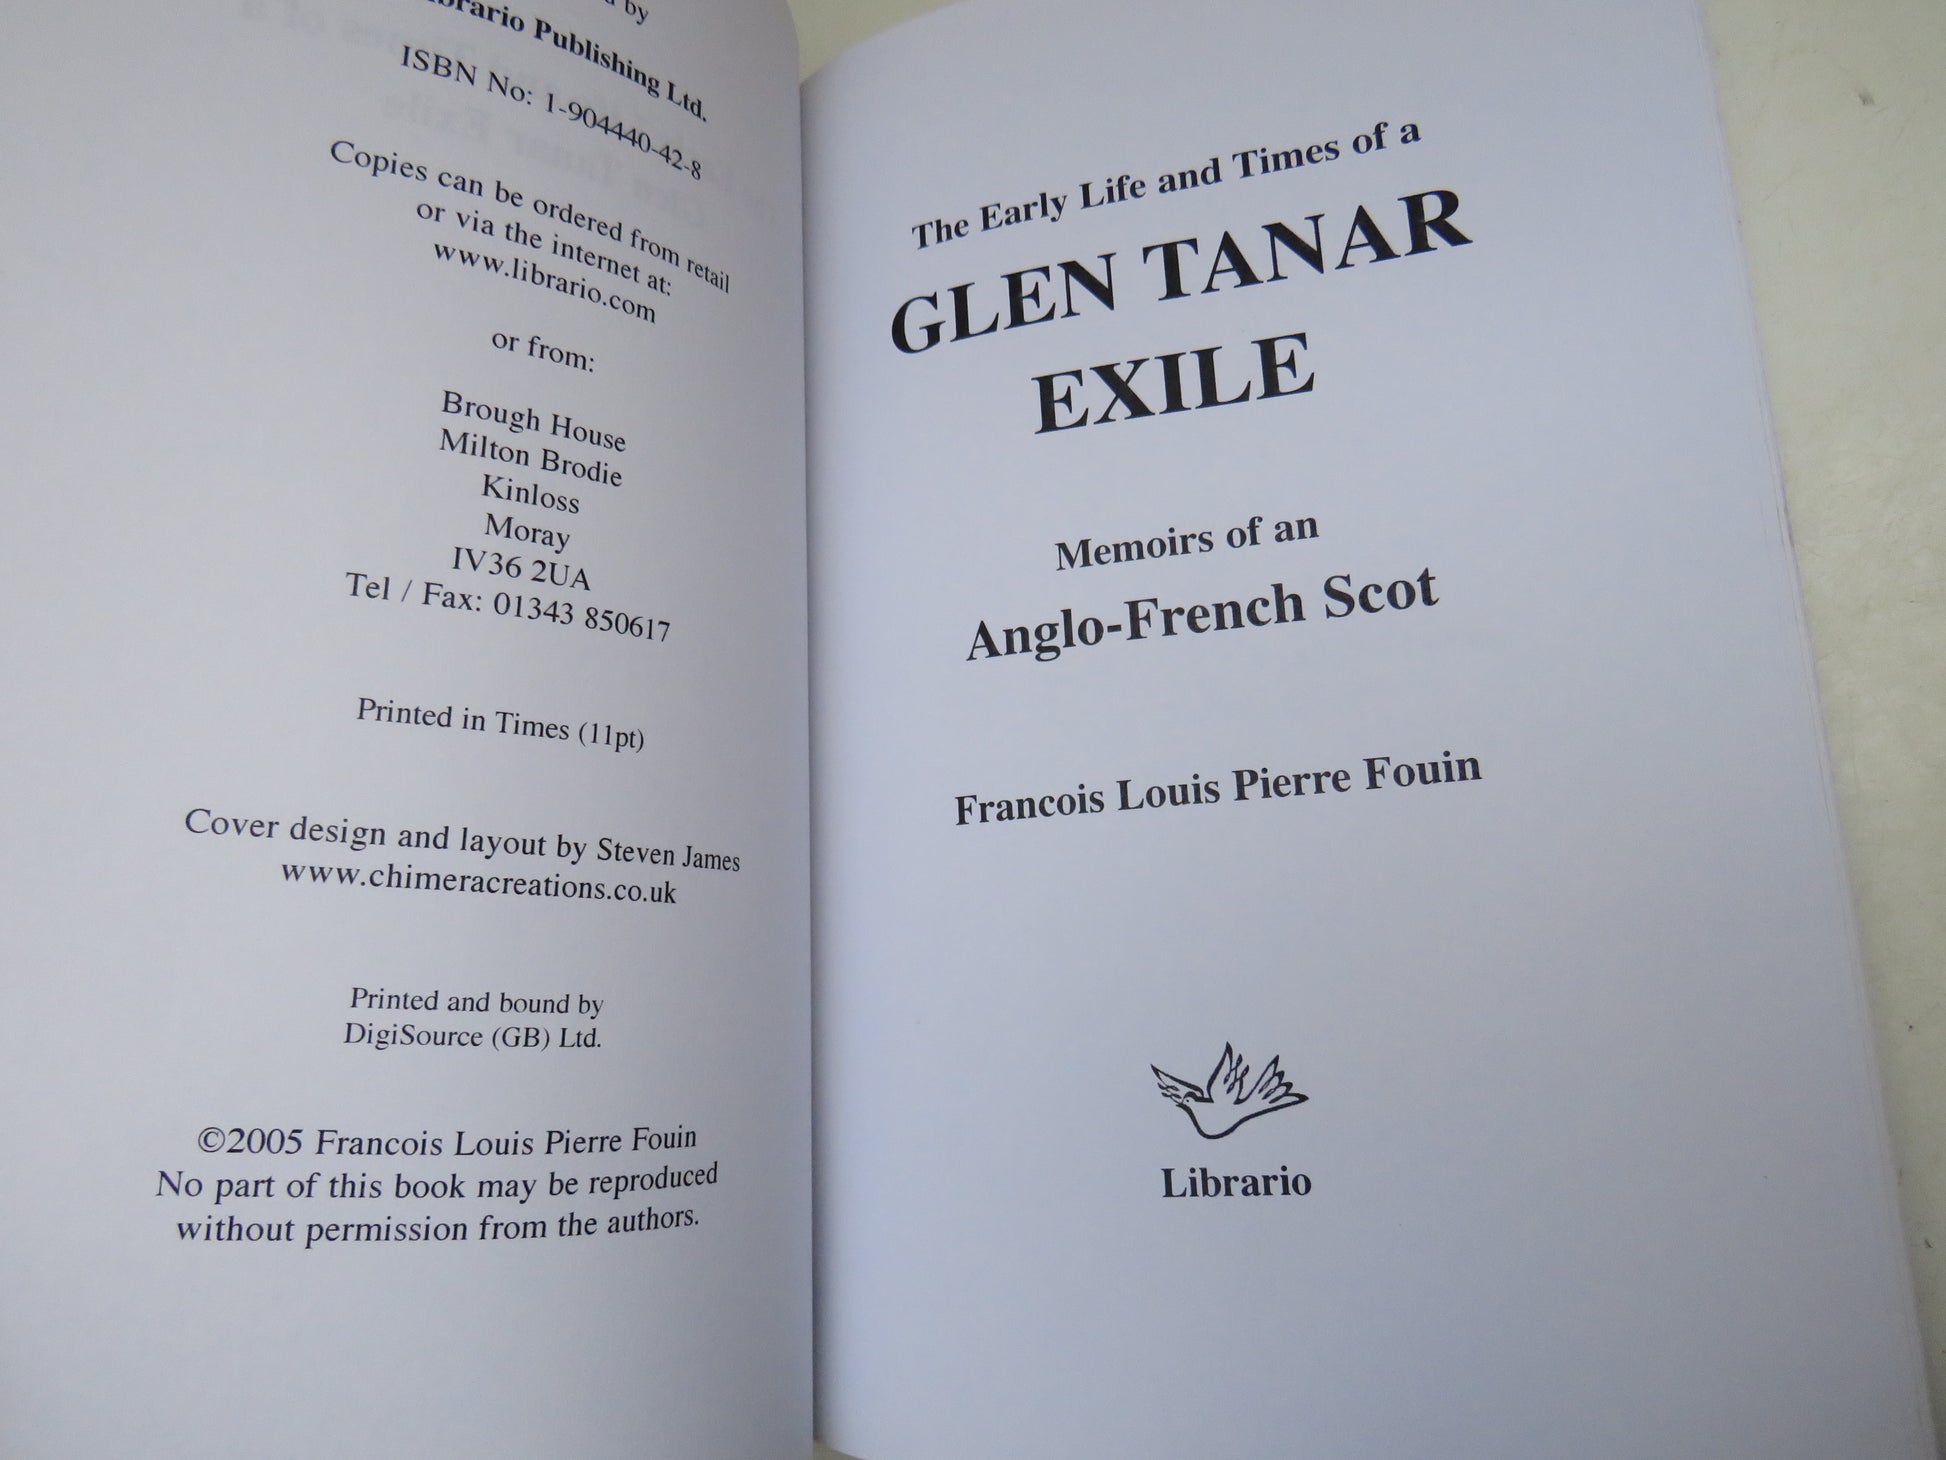 by
Publishing Ltd.
ISBN No: 1-904440-42-8
Copies can be ordered from retail
or via the internet at:
www.librario.com
or from:
Brough House
Milton Brodie
Kinloss
Moray
IV36 2UA
Tel / Fax: 01343 850617
Printed in Times (11pt)
Cover design and layout by Steven James
www.chimeracreations.co.uk
Printed and bound by
DigiSource (GB) Ltd.
©2005 Francois Louis Pierre Fouin
No part of this book may be reproduced
without permission from the authors.
The Early Life and Times of a
GLEN TANAR
EXILE
Memoirs of an
Anglo-French Scot
Francois Louis Pierre Fouin
Librario